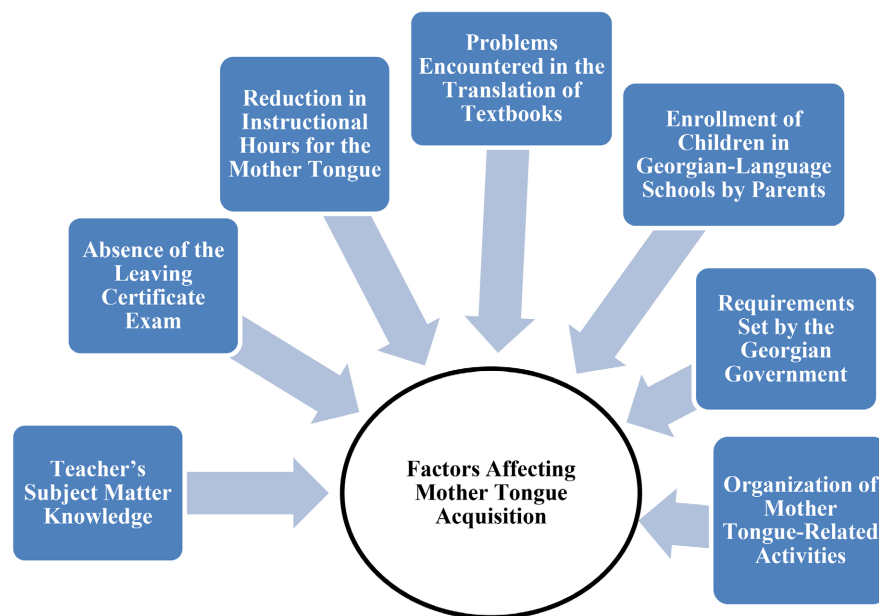 Problems
Encountered in the
Translation of
Textbooks
Reduction in
Instructional
Hours for the
Mother Tongue
Enrollment of
Children in
Georgian-Language
Schools by Parents
Absence of the
Leaving
Certificate
Exam
Requirements
Set by the
Georgian
Government
Teacher’s
Subject Matter
Knowledge
Factors Affecting
Mother Tongue
Acquisition
Organization of
Mother
Tongue-Related
Activities